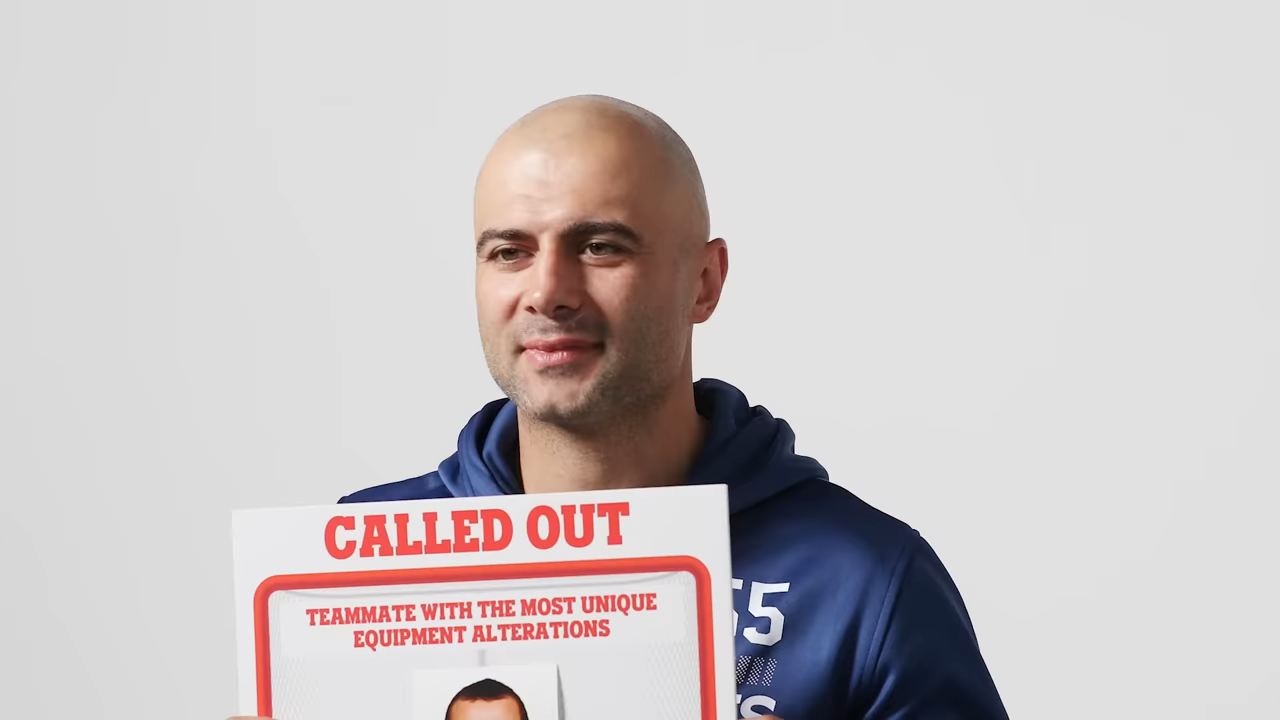 CALLED OUT
TEAMMATE WITH THE MOST UNIQUE
EQUIPMENT ALTERATIONS
55